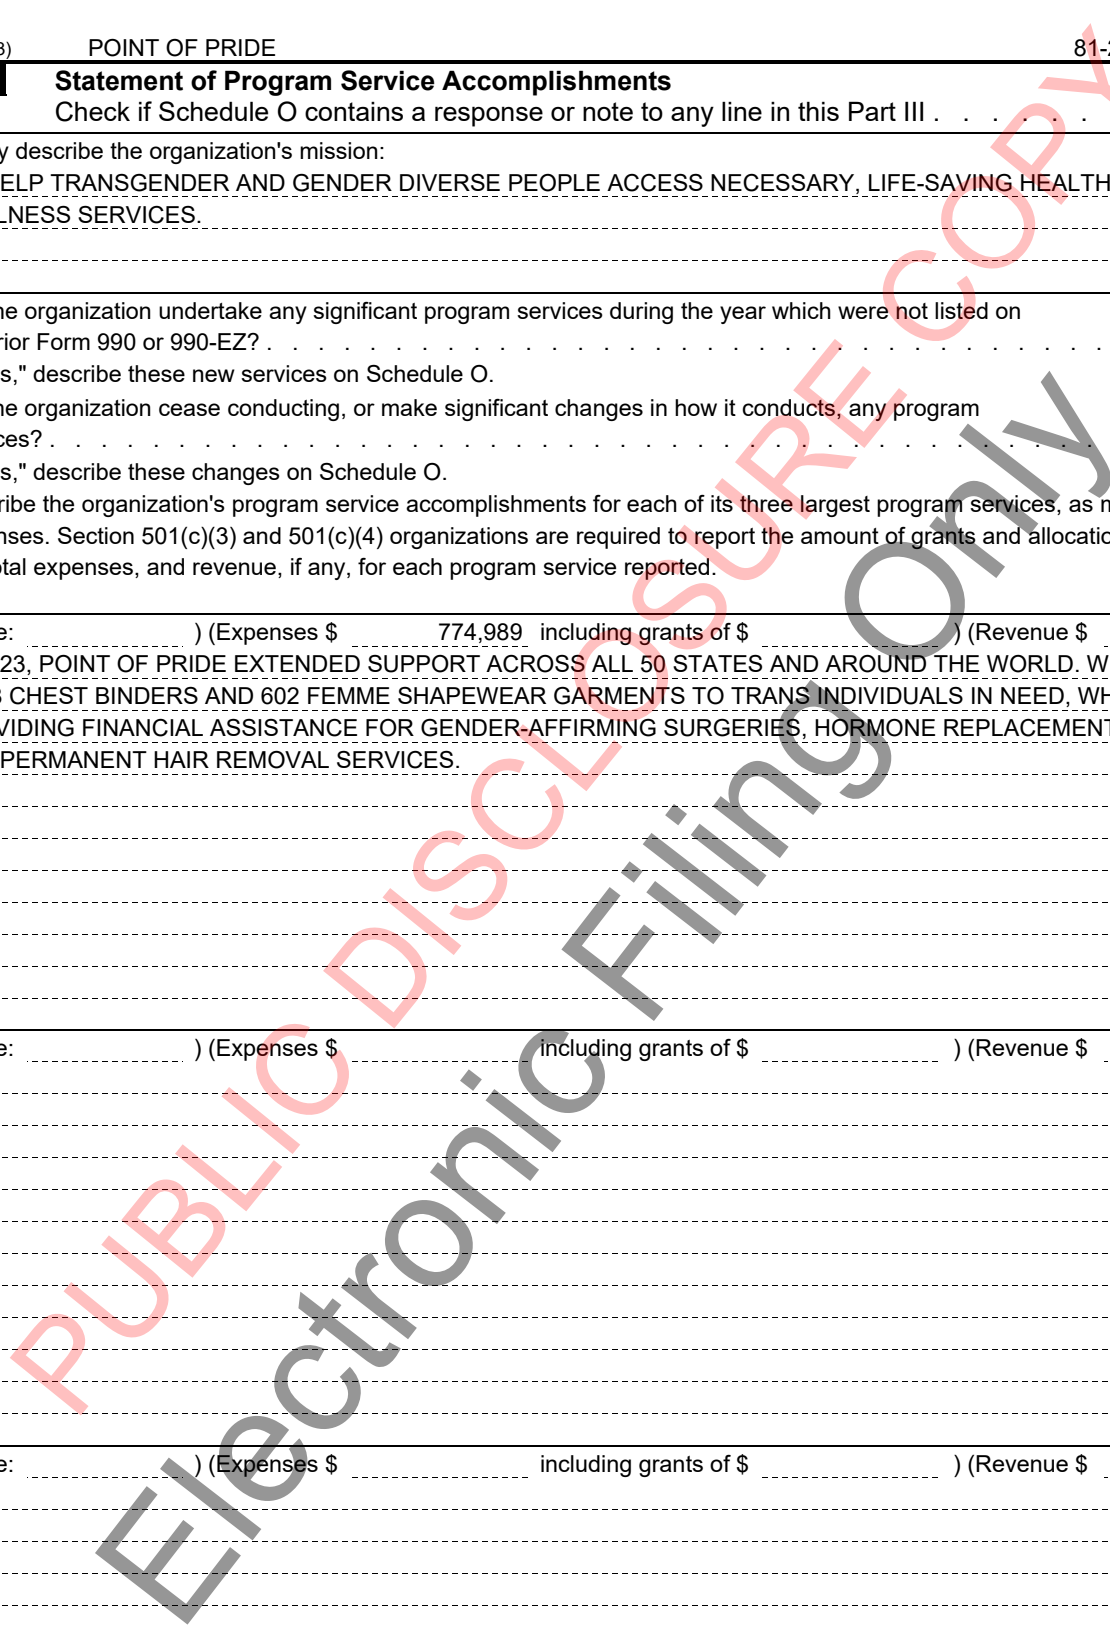 3) POINT OF PRIDE 81-2
Statement of Program Service Accomplishments
Check if Schedule O contains a response or note to any line in this Part III . . . . . .
y describe the organization's mission:
ELP TRANSGENDER AND GENDER DIVERSE PEOPLE ACCESS NECESSARY, LIFE-SAVING HEALTH
LNESS SERVICES.
he organization undertake any significant program services during the year which were not listed on
rior Form 990 or 990-EZ? . . . . . . . . . . . . . . . . . . . . . . . . . . . . . . . . .
s," describe these new services on Schedule O.
he organization cease conducting, or make significant changes in how it conducts, any program
ces? . . . . . . . . . . . . . . . . . . . . . . . . . . . . . . . . . . . . . . . . .
s," describe these changes on Schedule O.
ribe the organization's program service accomplishments for each of its three largest program services, as m
nses. Section 501(c)(3) and 501(c)(4) organizations are required to report the amount of grants and allocatio
otal expenses, and revenue, if any, for each program service reported.
e: ) (Expenses $ 774,989 including grants of $ ) (Revenue $
23, POINT OF PRIDE EXTENDED SUPPORT ACROSS ALL 50 STATES AND AROUND THE WORLD. W
CHEST BINDERS AND 602 FEMME SHAPEWEAR GARMENTS TO TRANS INDIVIDUALS IN NEED, WH
VIDING FINANCIAL ASSISTANCE FOR GENDER-AFFIRMING SURGERIES, HORMONE REPLACEMENT
PERMANENT HAIR REMOVAL SERVICES.
e: ) (Expenses $ including grants of $ ) (Revenue $
e: ) (Expenses $ including grants of $ ) (Revenue $
PUBLIC DISCLOSURE COPY
Electronic Filing Only